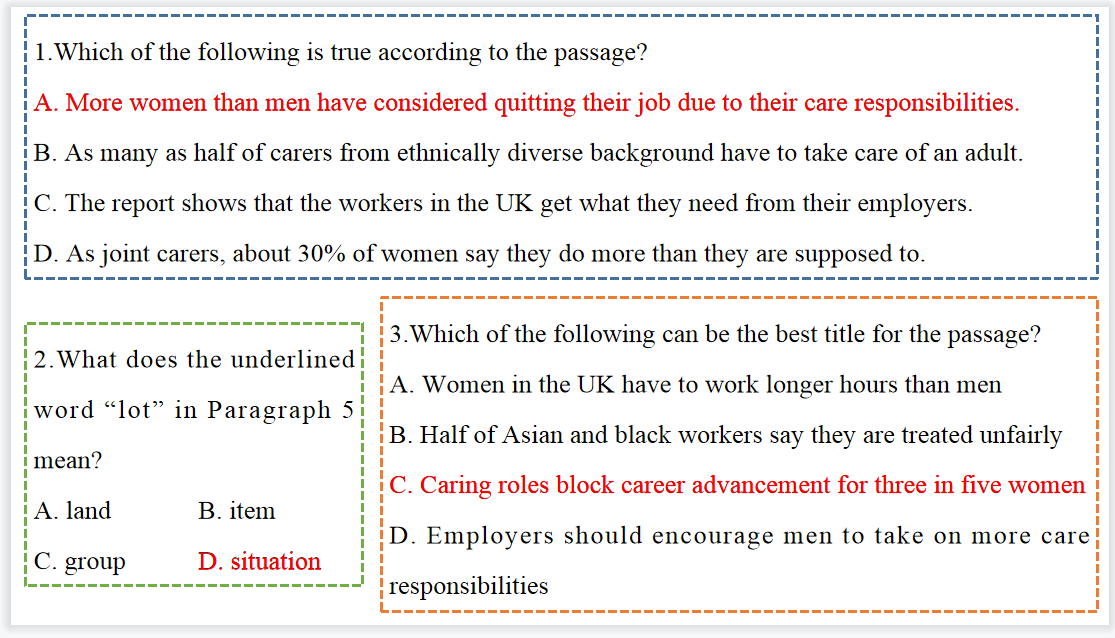 1.Which of the following is true according to the passage?
A. More women than men have considered quitting their job due to their care responsibilities.
B. As many as half of carers from ethnically diverse background have to take care of an adult.
C. The report shows that the workers in the UK get what they need from their employers.
D. As joint carers, about 30% of women say they do more than they are supposed to.
2.What does the underlined
word “lot” in Paragraph 5
mean?
A. land B. item
C. group D. situation
3.Which of the following can be the best title for the passage?
A. Women in the UK have to work longer hours than men
B. Half of Asian and black workers say they are treated unfairly
C. Caring roles block career advancement for three in five women
D. Employers should encourage men to take on more care
responsibilities